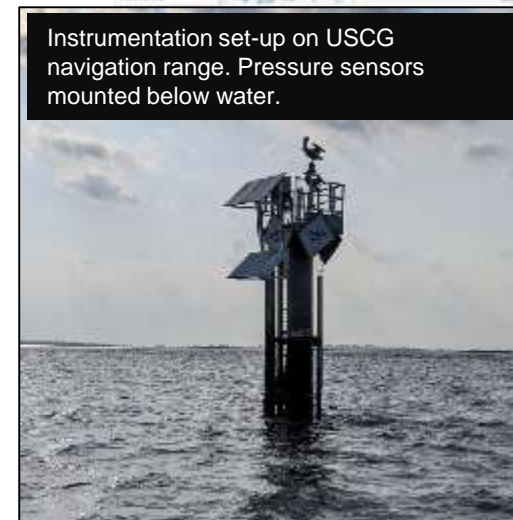 Instrumentation set-up on USCG
navigation range. Pressure sensors
mounted below water.